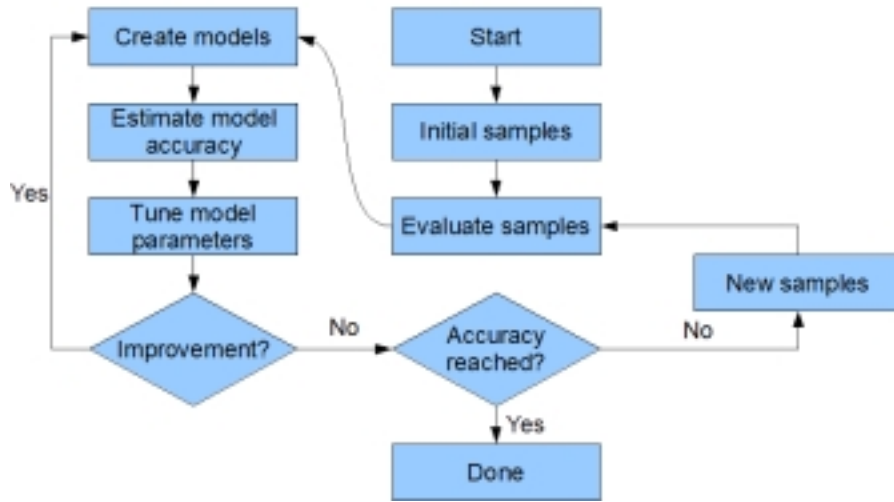 Create models
Start
Estimate model
accuracy
Initial samples
Yes
Tune model
parameters
Evaluate samples
New samples
Improvement?
No
Accuracy
reached?
No
Yes
Done